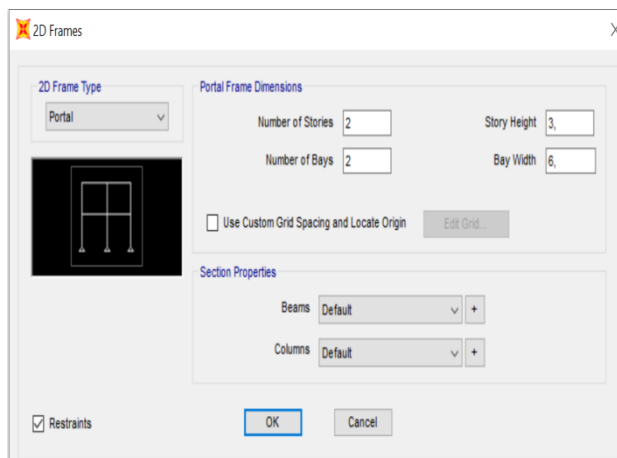 2D Frames
2D Frame Type
Portal
Portal Frame Dimensions
Number of Stories 2 Story Height 3,
Number of Bays 2 Bay Width 6,
Use Custom Grid Spacing and Locate Origin Edit Grid...
Section Properties
Beams Default +
Columns Default +
Restraints OK Cancel